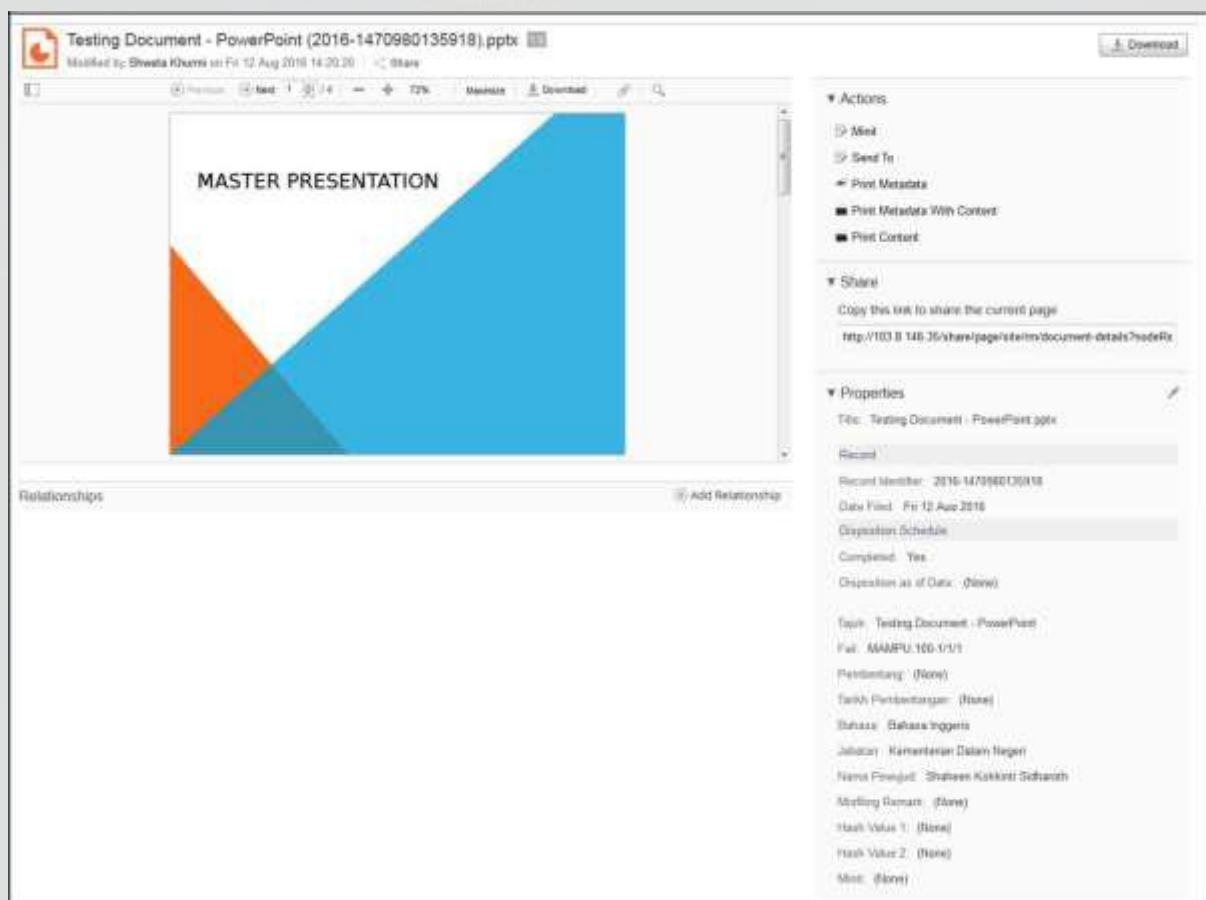 Testing Document - PowerPoint (2016-1470980135918).pptx
Modified by Shweta Khurmi on Fri 12 Aug 2016 14:20:20 Share
Download
Previous Next 1 / 4 72% Maximize Download
MASTER PRESENTATION
Relationships
Add Relationship
Actions
Minit
Send To
Print Metadata
Print Metadata With Content
Print Content
Share
Copy this link to share the current page
Properties
Title: Testing Document - PowerPoint.pptx
Record
Record Identifier: 2016-1470980135918
Date Filed: Fri 12 Aug 2016
Disposition Schedule
Completed: Yes
Disposition as of Date: (None)
Tajuk: Testing Document - PowerPoint
Fail: MAMPU.100-1/1/1
Pembentang: (None)
Tarikh Pembentangan: (None)
Bahasa: Bahasa Inggeris
Jabatan: Kementerian Dalam Negeri
Nama Pewujud: Shaheen Kokkinti Sidharath
Misfiling Remark: (None)
Hash Value 1: (None)
Hash Value 2: (None)
Minit: (None)